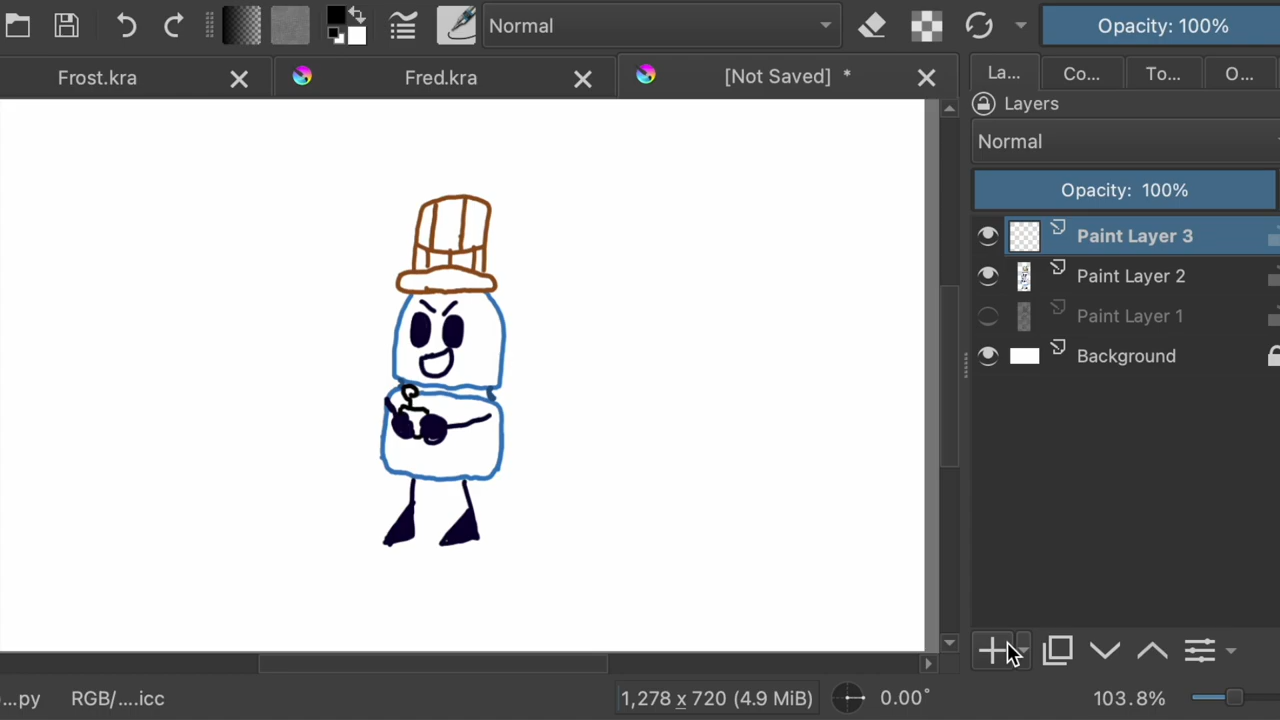 Normal
Opacity: 100%
Frost.kra
Fred.kra
[Not Saved] *
La...
Co...
To...
O...
Layers
Normal
Opacity: 100%
Paint Layer 3
Paint Layer 2
Paint Layer 1
Background
...py
RGB/....icc
1,278 x 720 (4.9 MiB)
0.00°
103.8%